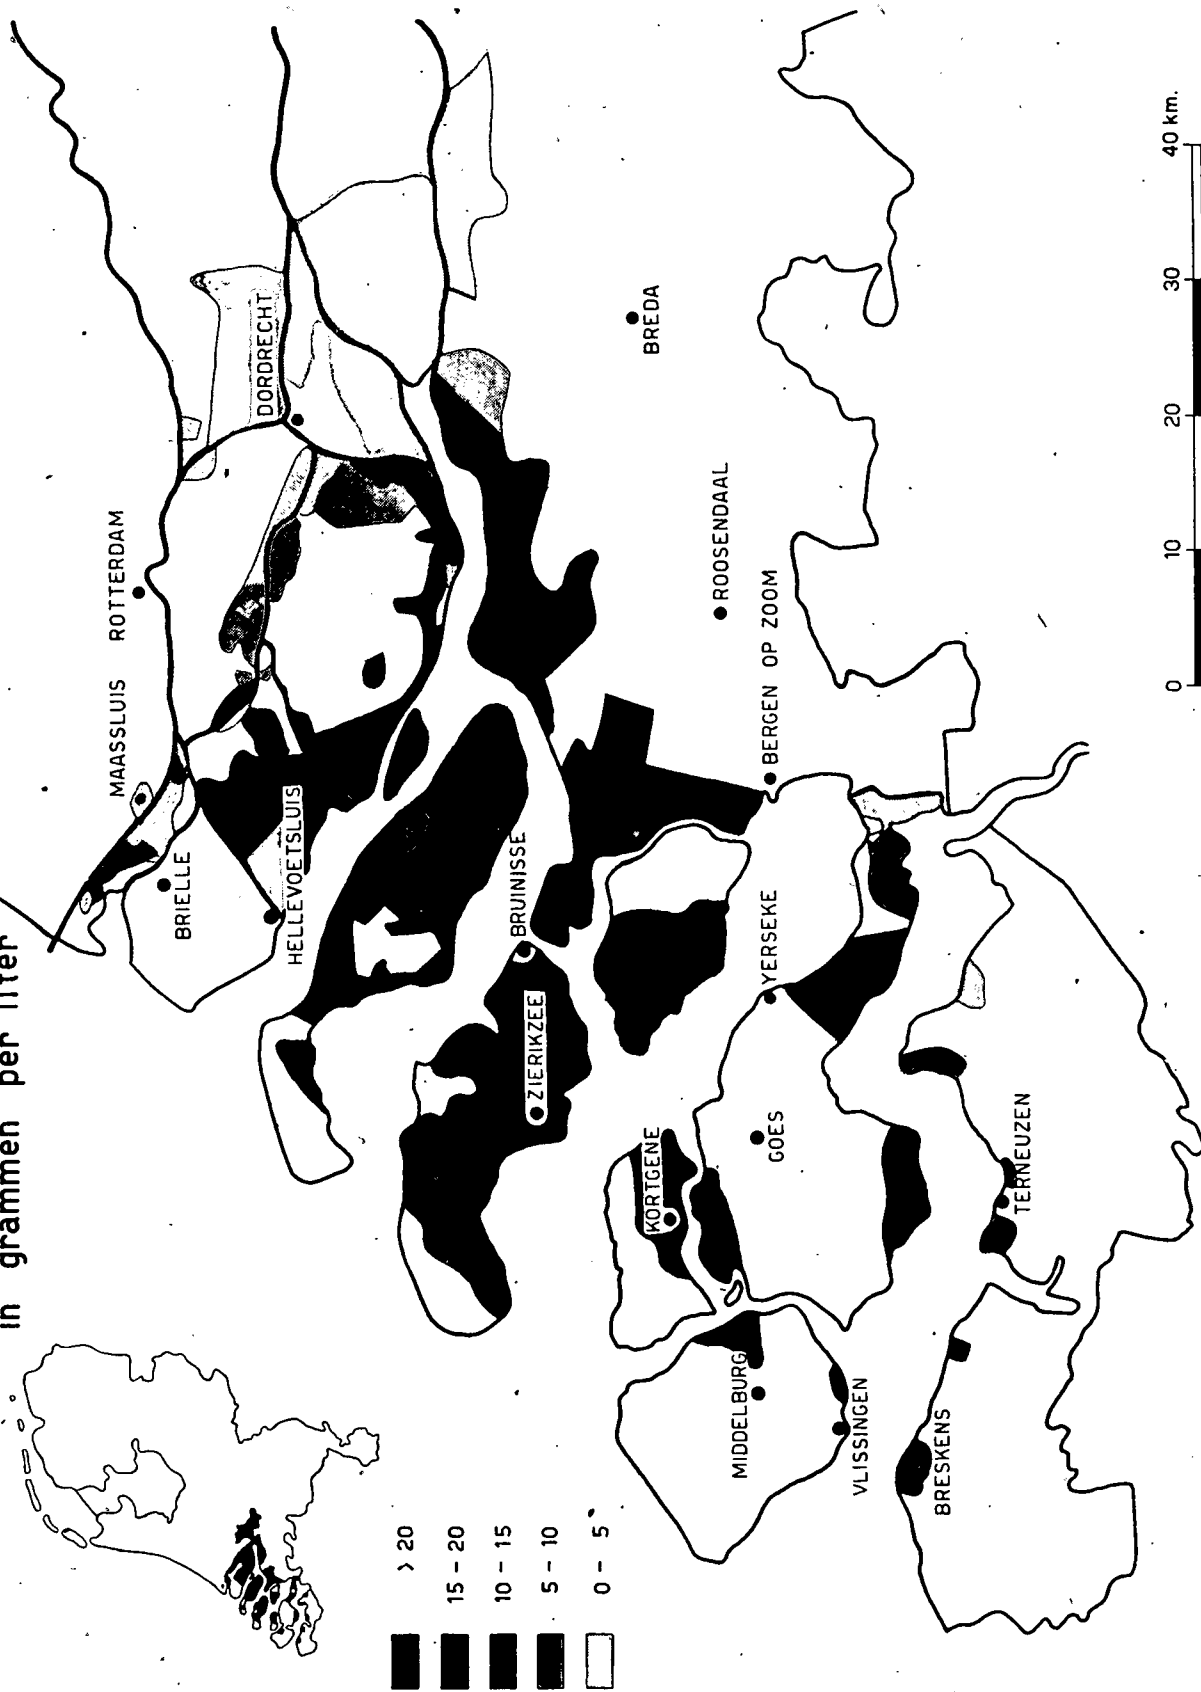 in grammen per liter
> 20
15 – 20
10 – 15
5 – 10
0 – 5
MAASSLUIS
ROTTERDAM
DORDRECHT
BRIELLE
HELLEVOETSLUIS
BRUINISSE
ZIERIKZEE
BREDA
ROOSENDAAL
BERGEN OP ZOOM
KORTGENE
YERSEKE
GOES
MIDDELBURG
VLISSINGEN
BRESKENS
TERNEUZEN
0 10 20 30 40 km.